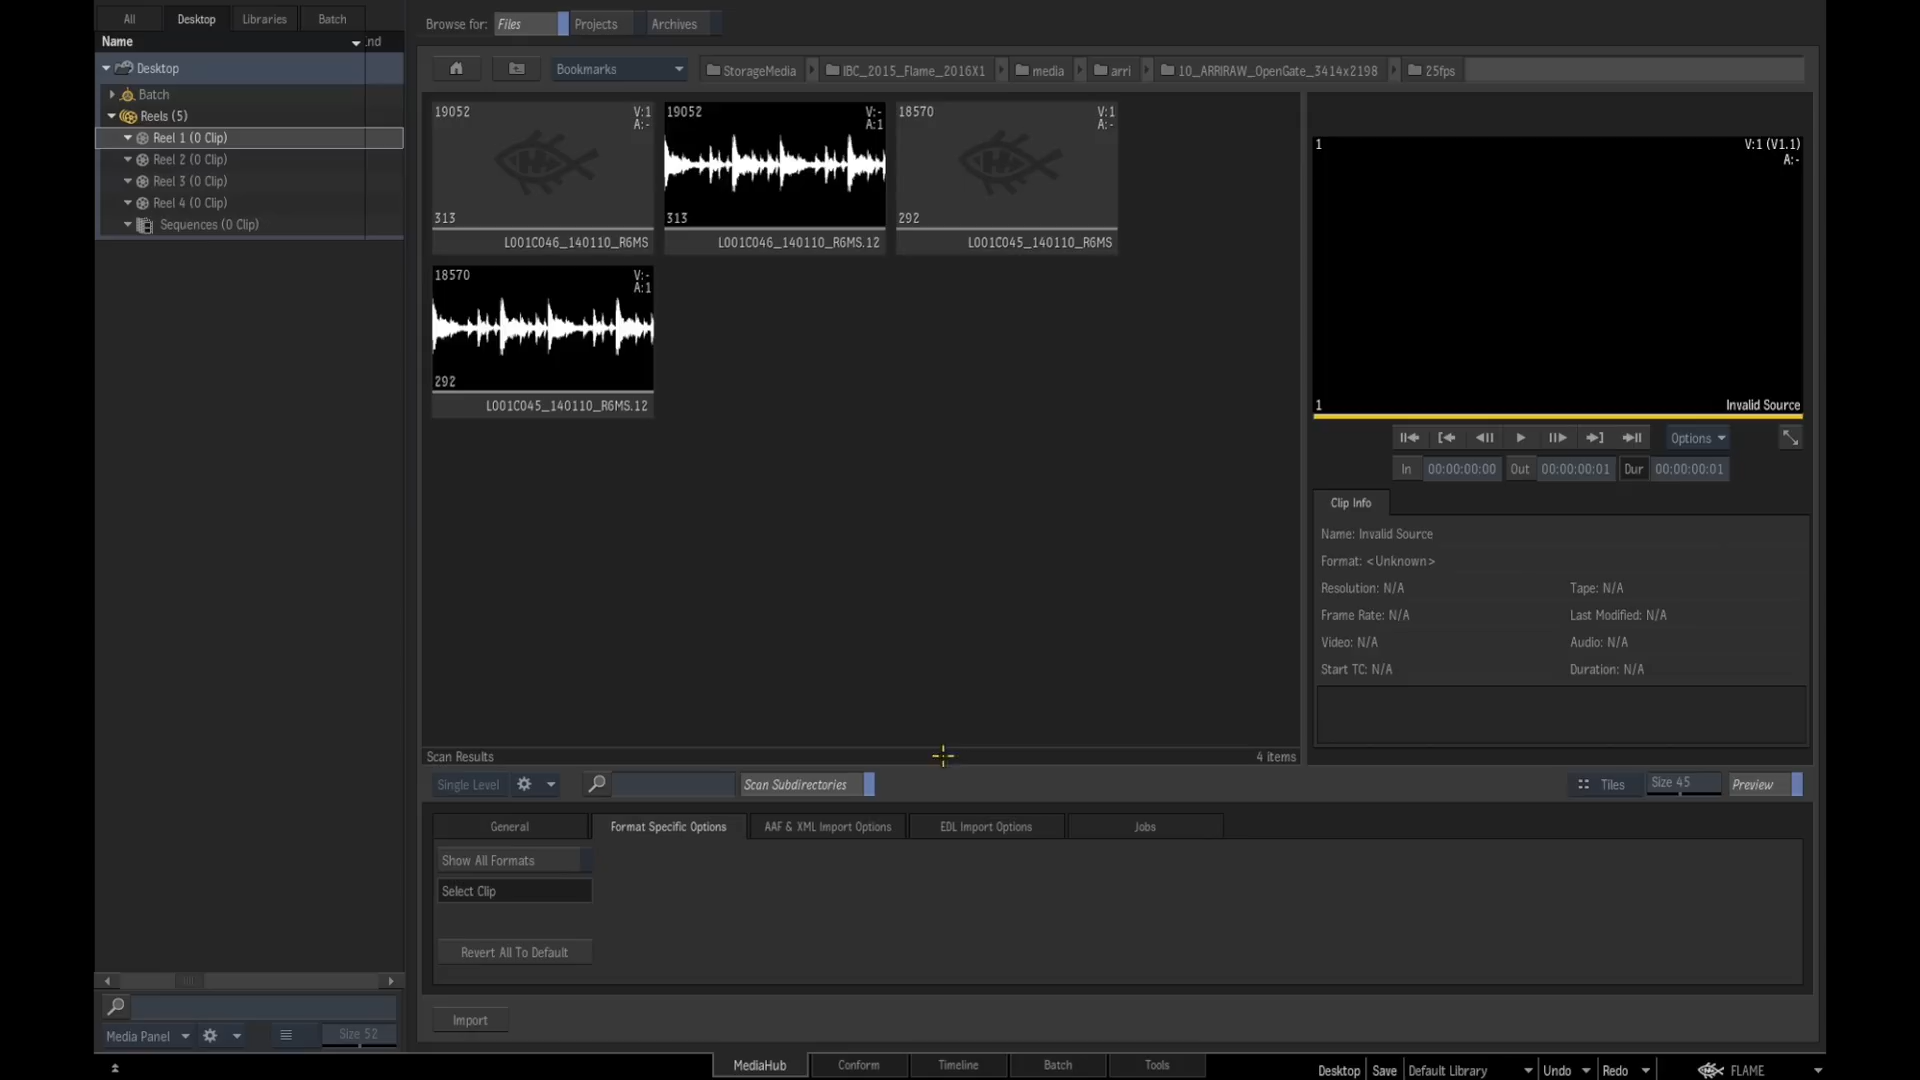 All Desktop Libraries Batch
Name
Desktop
Batch
Reels (5)
Reel 1 (0 Clip)
Reel 2 (0 Clip)
Reel 3 (0 Clip)
Reel 4 (0 Clip)
Sequences (0 Clip)
Media Panel Size 52
Browse for: Files Projects Archives
Bookmarks StorageMedia IBC_2015_Flame_2016X1 media arri 10_ARRIRAW_OpenGate_3414x2198 25fps
19052 V:1
A:-
313
L001C046_140110_R6MS
19052 V:-
A:1
313
L001C046_140110_R6MS.12
18570 V:1
A:-
292
L001C045_140110_R6MS
18570 V:-
A:1
292
L001C045_140110_R6MS.12
Scan Results 4 items
Single Level Scan Subdirectories Tiles Size 45 Preview
1 V:1 (V1.1)
A:-
1 Invalid Source
Options
In 00:00:00:00 Out 00:00:00:01 Dur 00:00:00:01
Clip Info
Name: Invalid Source
Format: <Unknown>
Resolution: N/A Tape: N/A
Frame Rate: N/A Last Modified: N/A
Video: N/A Audio: N/A
Start TC: N/A Duration: N/A
General Format Specific Options AAF & XML Import Options EDL Import Options Jobs
Show All Formats
Select Clip
Revert All To Default
Import
MediaHub Conform Timeline Batch Tools
Desktop Save Default Library Undo Redo FLAME